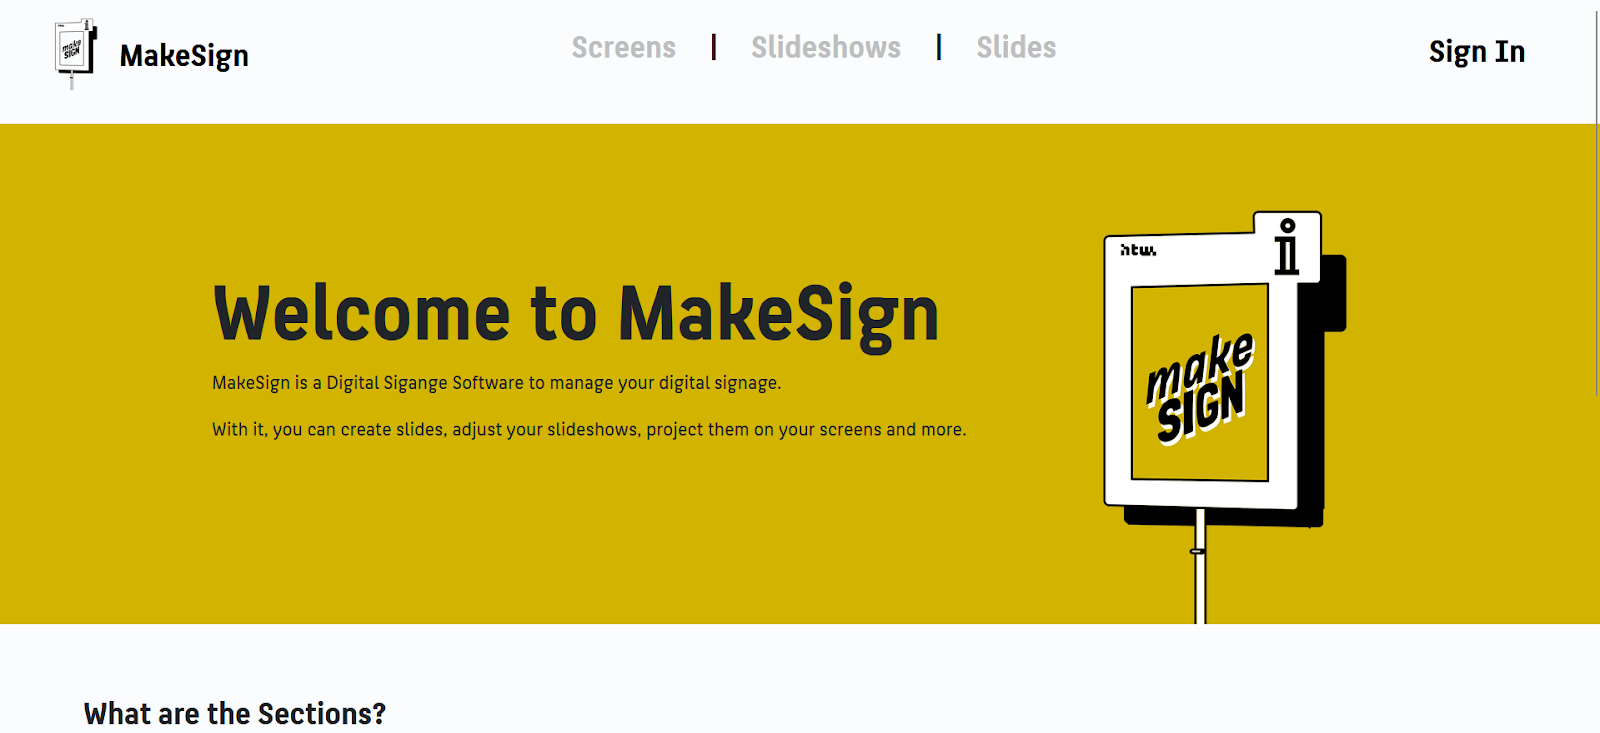 MakeSign
Screens | Slideshows | Slides
Sign In
Welcome to MakeSign
MakeSign is a Digital Sigange Software to manage your digital signage.
With it, you can create slides, adjust your slideshows, project them on your screens and more.
htw.
i
make
SIGN
What are the Sections?